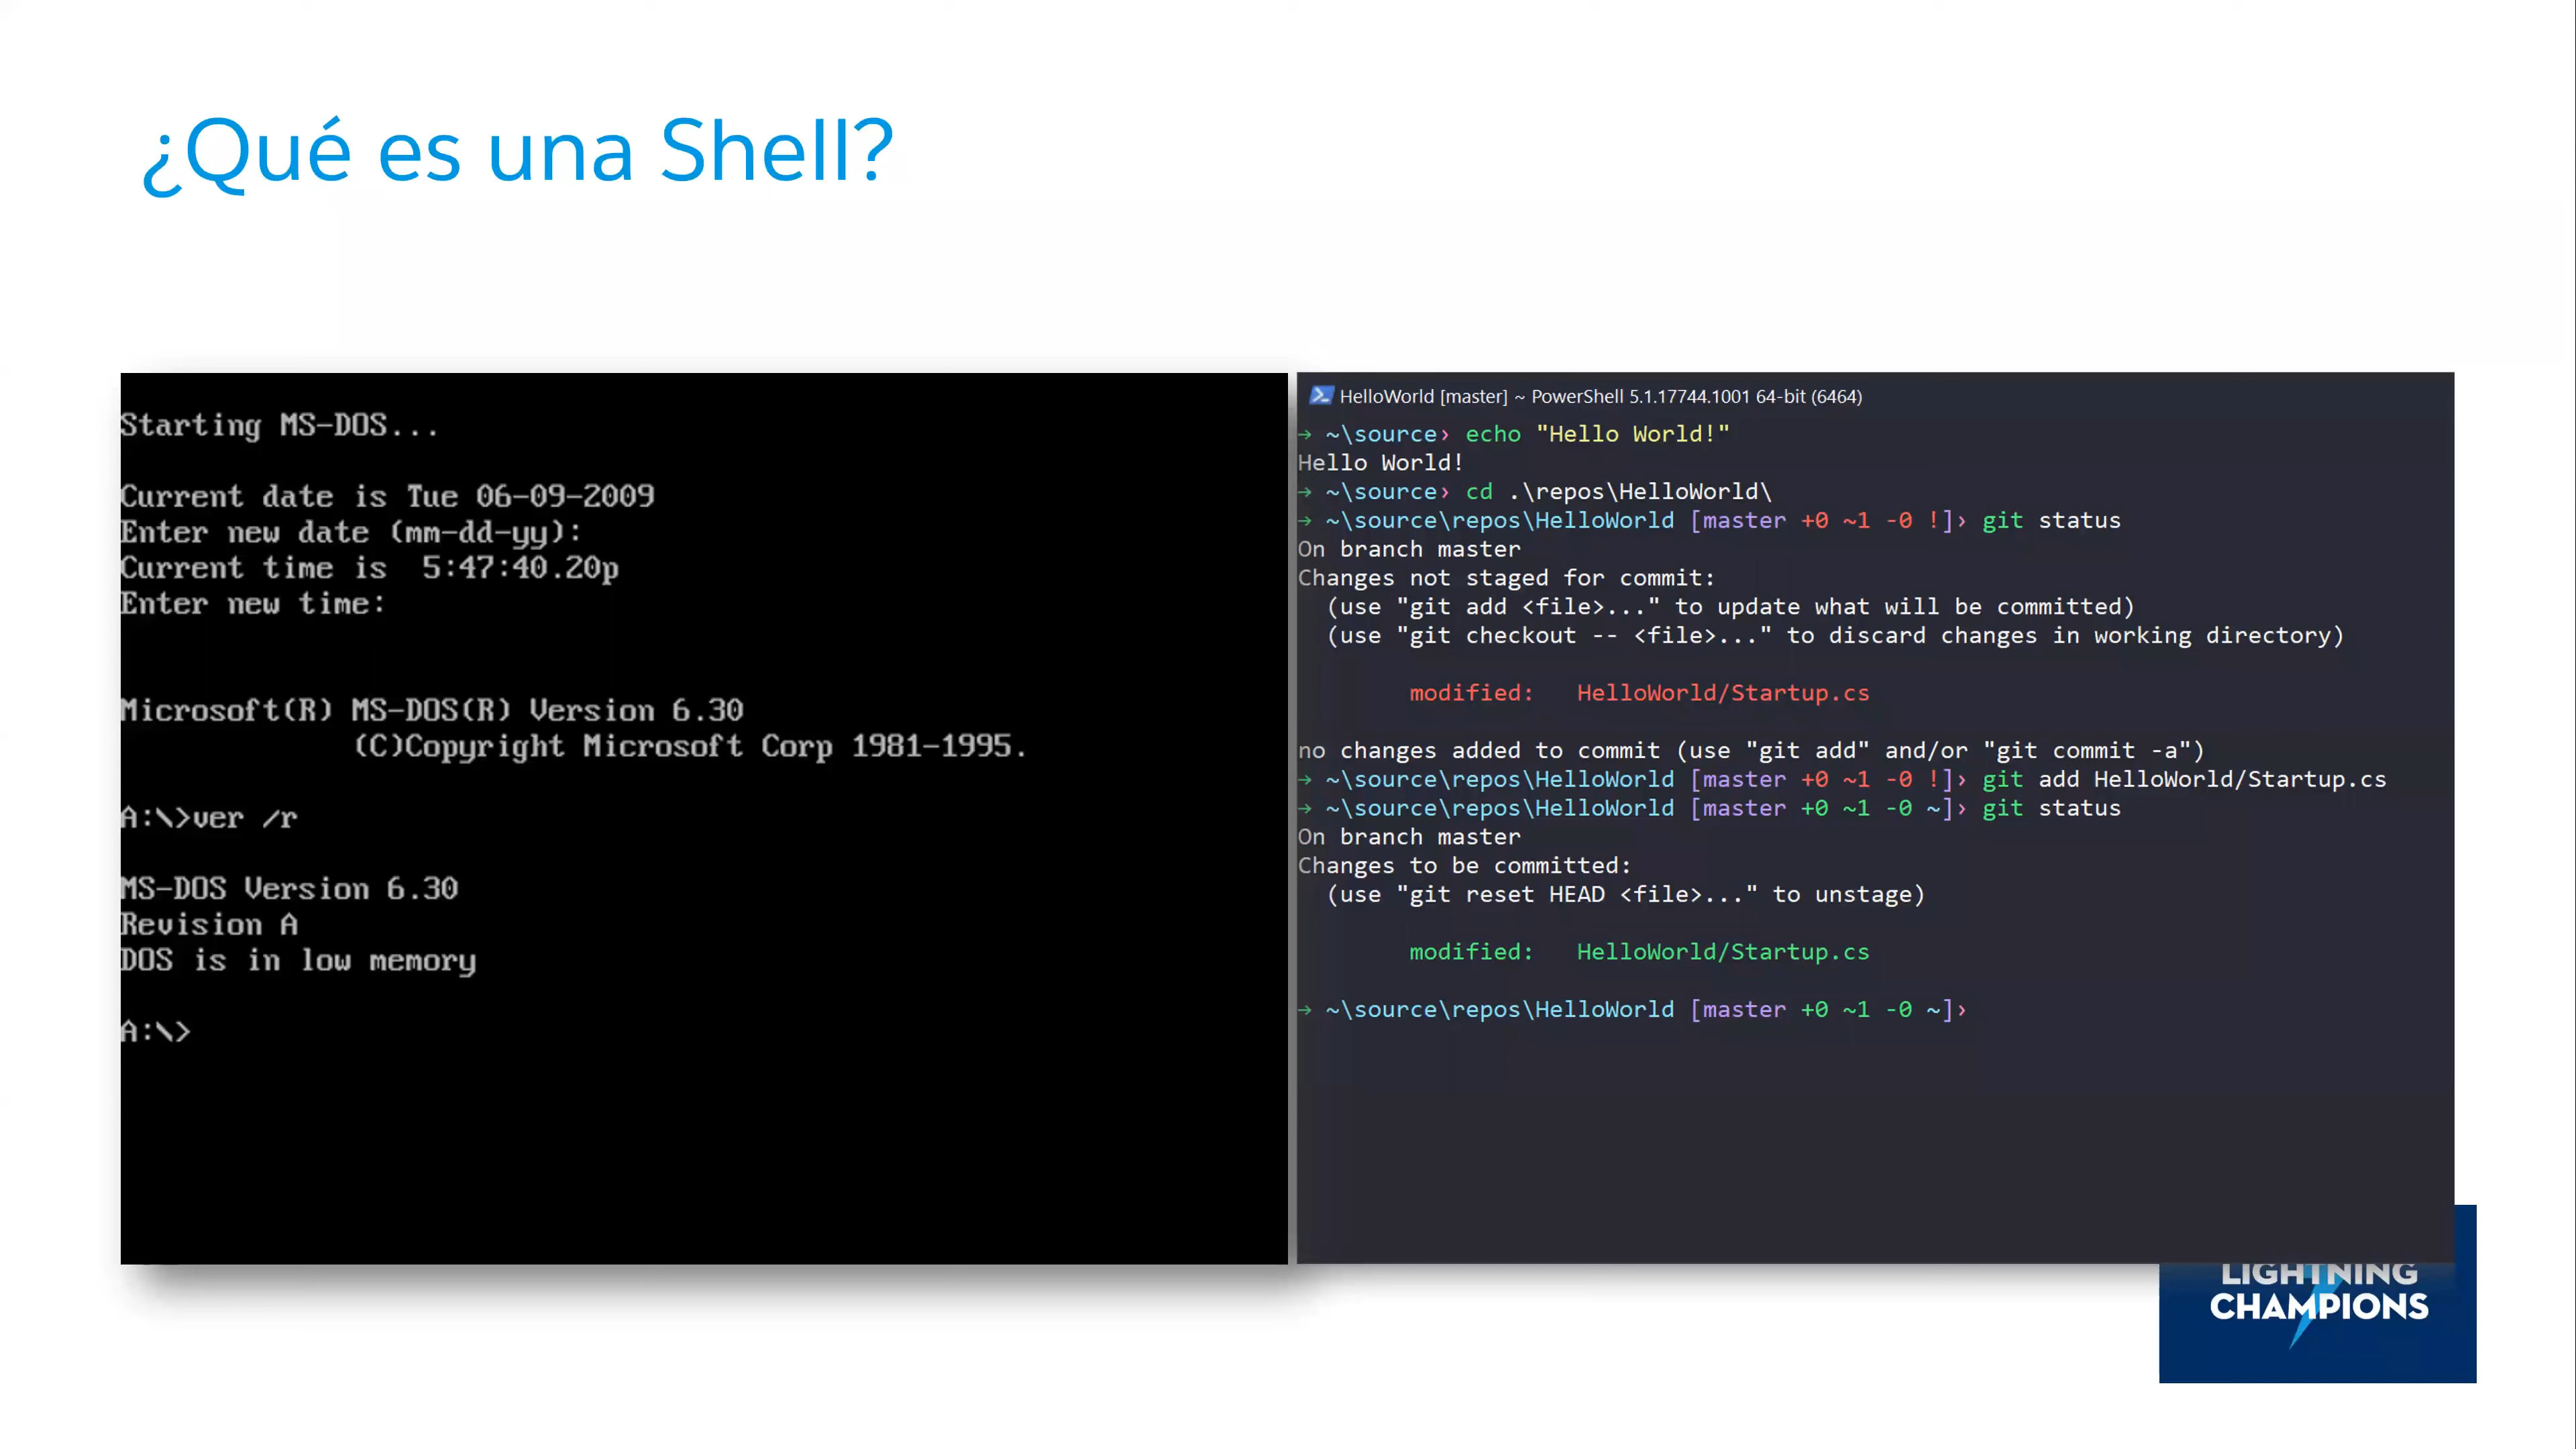 ¿Qué es una Shell?
Starting MS-DOS...
Current date is Tue 06-09-2009
Enter new date (mm-dd-yy):
Current time is  5:47:40.20p
Enter new time:
Microsoft(R) MS-DOS(R) Version 6.30
(C)Copyright Microsoft Corp 1981-1995.
A:\>ver /r
MS-DOS Version 6.30
Revision A
DOS is in low memory
A:\>
HelloWorld [master] ~ PowerShell 5.1.17744.1001 64-bit (6464)
→ ~\source› echo "Hello World!"
Hello World!
→ ~\source› cd .\repos\HelloWorld\
→ ~\source\repos\HelloWorld [master +0 ~1 -0 !]› git status
On branch master
Changes not staged for commit:
(use "git add <file>..." to update what will be committed)
(use "git checkout -- <file>..." to discard changes in working directory)
modified:   HelloWorld/Startup.cs
no changes added to commit (use "git add" and/or "git commit -a")
→ ~\source\repos\HelloWorld [master +0 ~1 -0 !]› git add HelloWorld/Startup.cs
→ ~\source\repos\HelloWorld [master +0 ~1 -0 ~]› git status
On branch master
Changes to be committed:
(use "git reset HEAD <file>..." to unstage)
modified:   HelloWorld/Startup.cs
→ ~\source\repos\HelloWorld [master +0 ~1 -0 ~]›
LIGHTNING
CHAMPIONS